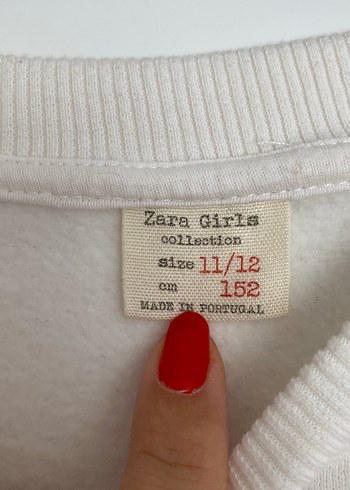 Zara Girls
collection
size 11/12
cm 152
MADE IN PORTUGAL